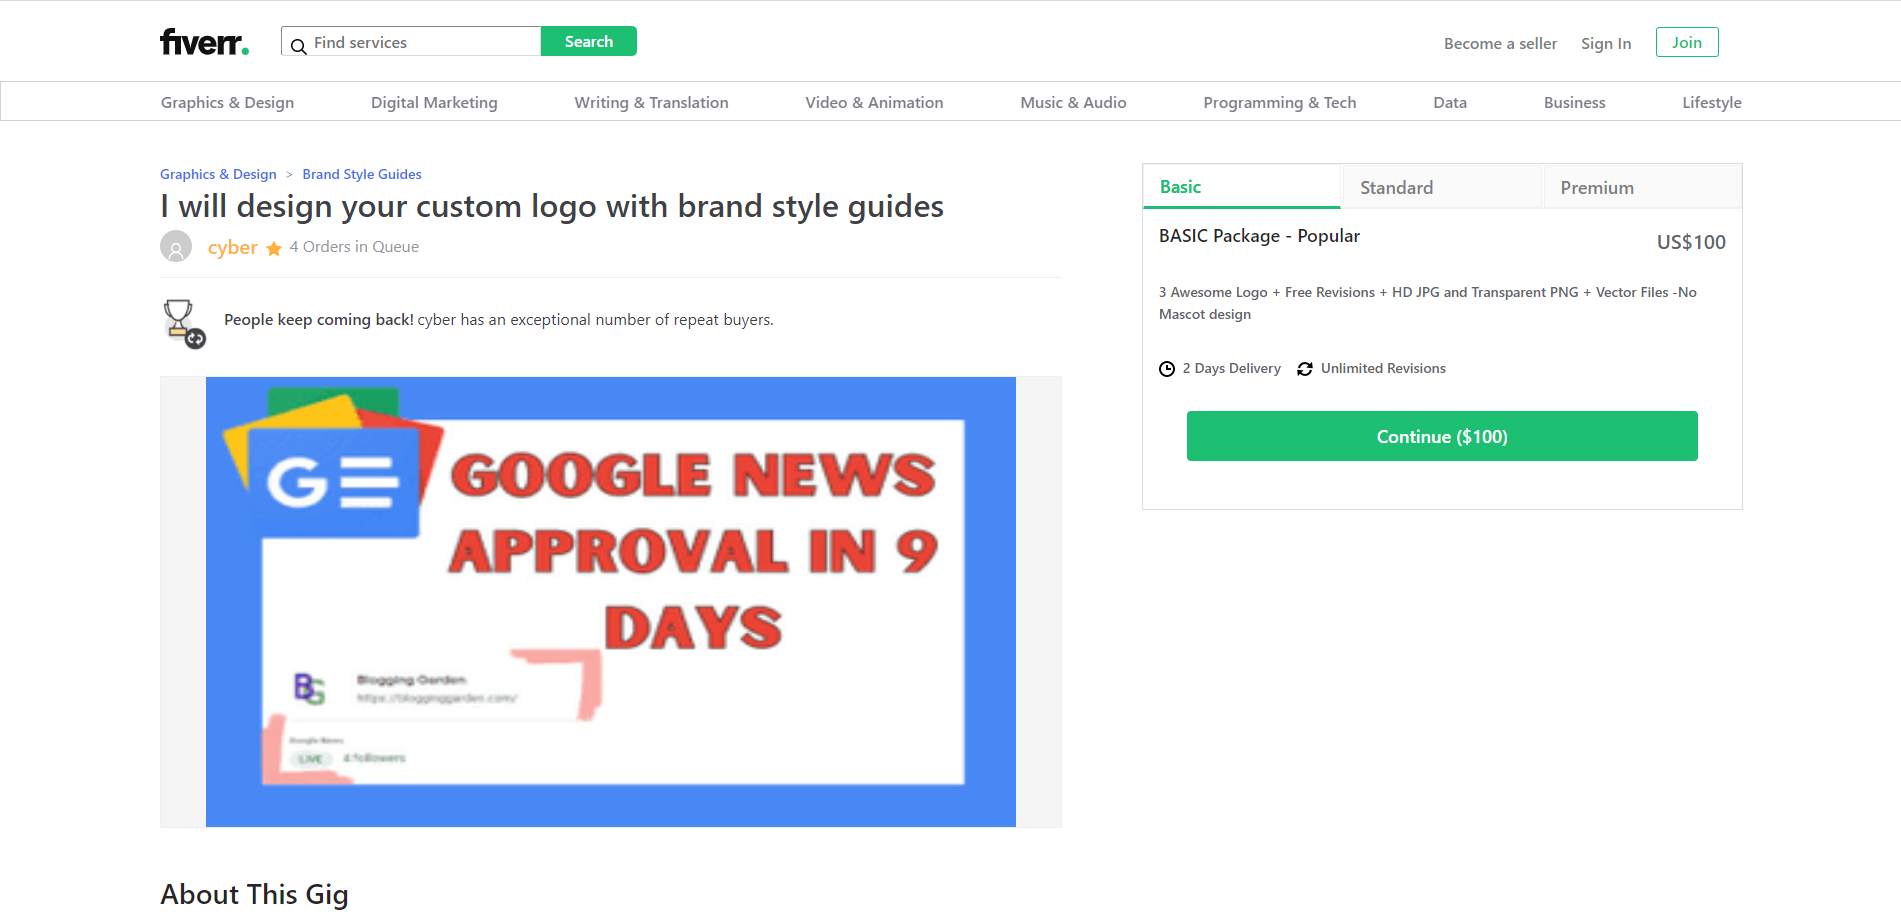 fiverr.
Find services
Search
Become a seller
Sign In
Join
Graphics & Design
Digital Marketing
Writing & Translation
Video & Animation
Music & Audio
Programming & Tech
Data
Business
Lifestyle
Graphics & Design > Brand Style Guides
I will design your custom logo with brand style guides
cyber 4 Orders in Queue
People keep coming back! cyber has an exceptional number of repeat buyers.
GE
GOOGLE NEWS
APPROVAL IN 9
DAYS
BG
Blogging Garden
https://blogginggarden.com/
Google News
LIVE 4 followers
About This Gig
Basic
Standard
Premium
BASIC Package - Popular
US$100
3 Awesome Logo + Free Revisions + HD JPG and Transparent PNG + Vector Files -No
Mascot design
2 Days Delivery
Unlimited Revisions
Continue ($100)